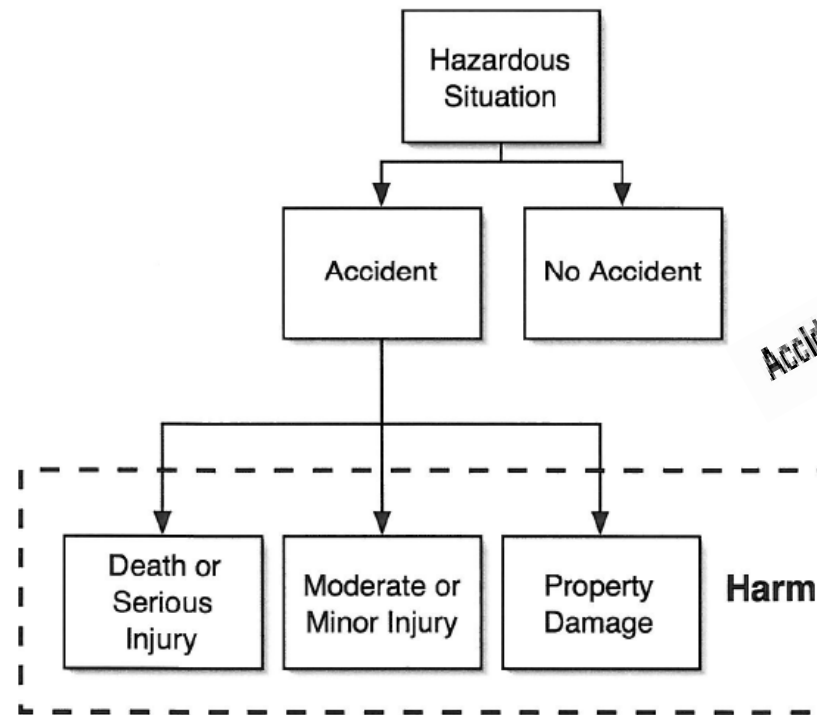 Hazardous
Situation
Accident
No Accident
Death or
Serious
Injury
Moderate or
Minor Injury
Property
Damage
Harm